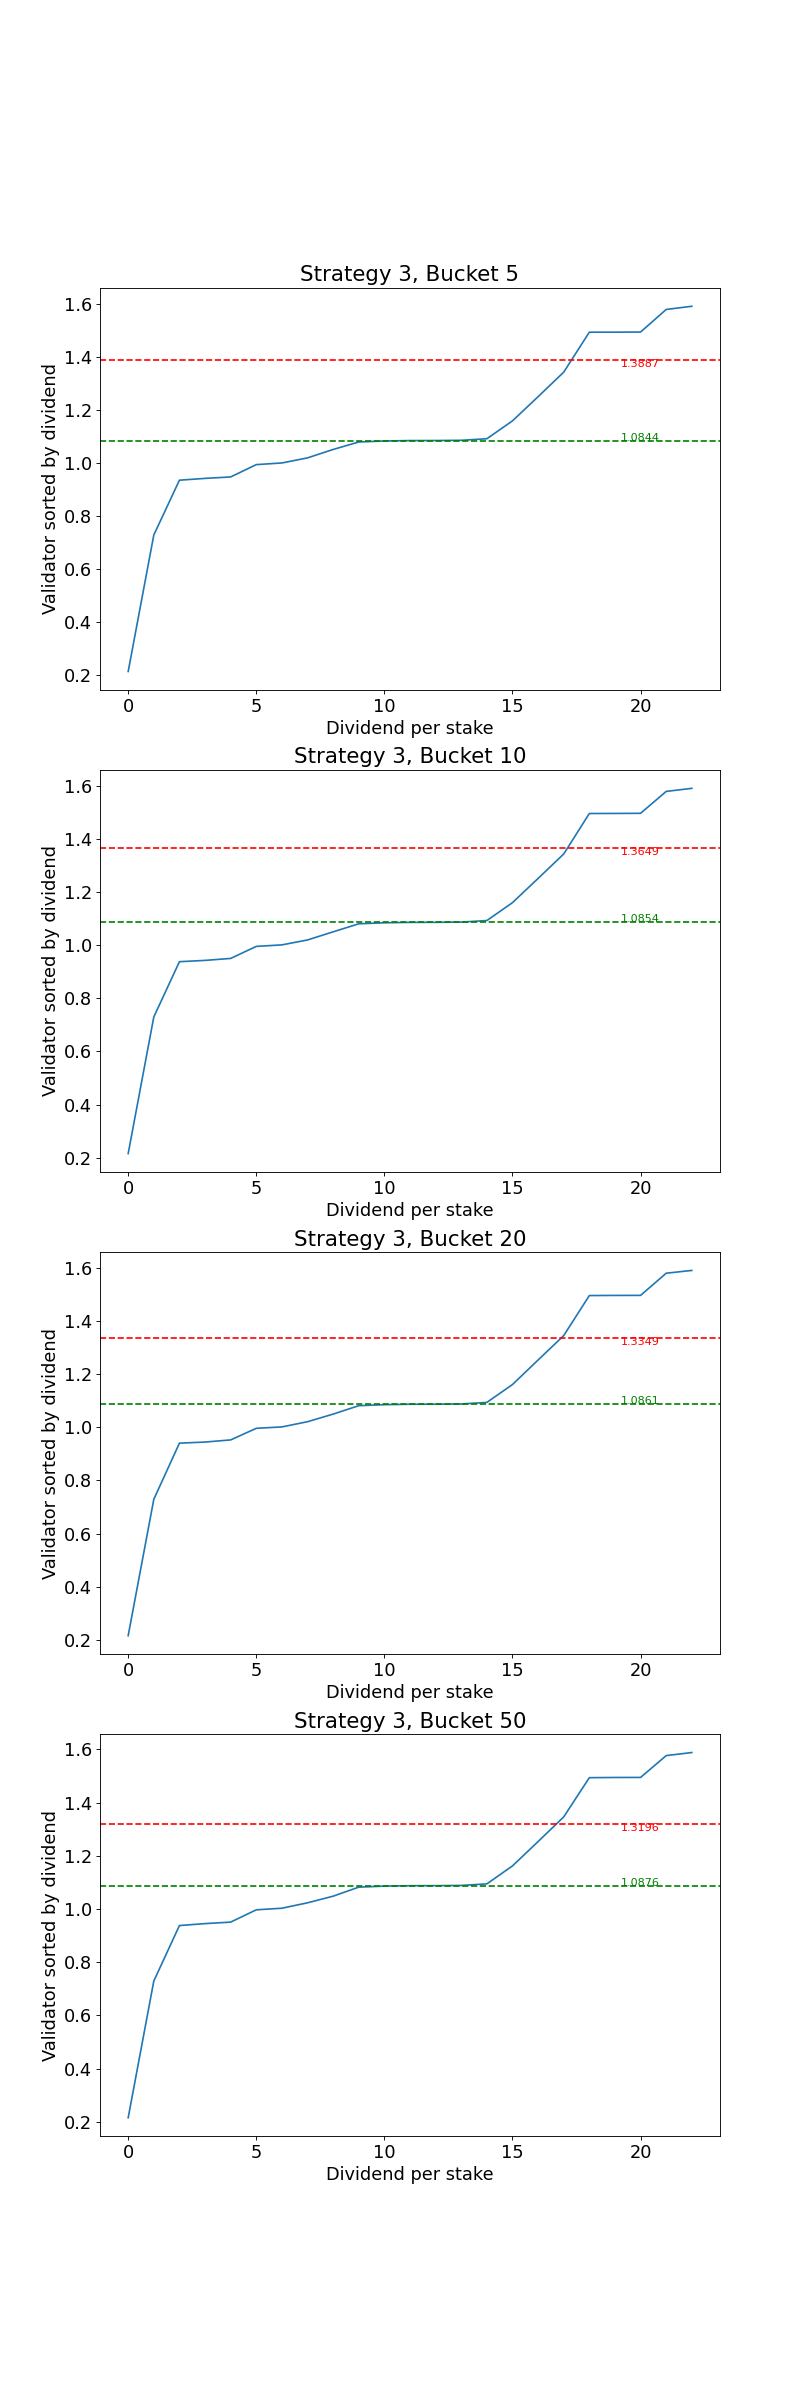 Strategy 3, Bucket 5
Validator sorted by dividend
1.6
1.4
1.2
1.0
0.8
0.6
0.4
0.2
1.3887
1.0844
0 5 10 15 20
Dividend per stake
Strategy 3, Bucket 10
Validator sorted by dividend
1.6
1.4
1.2
1.0
0.8
0.6
0.4
0.2
1.3649
1.0854
0 5 10 15 20
Dividend per stake
Strategy 3, Bucket 20
Validator sorted by dividend
1.6
1.4
1.2
1.0
0.8
0.6
0.4
0.2
1.3349
1.0861
0 5 10 15 20
Dividend per stake
Strategy 3, Bucket 50
Validator sorted by dividend
1.6
1.4
1.2
1.0
0.8
0.6
0.4
0.2
1.3196
1.0876
0 5 10 15 20
Dividend per stake